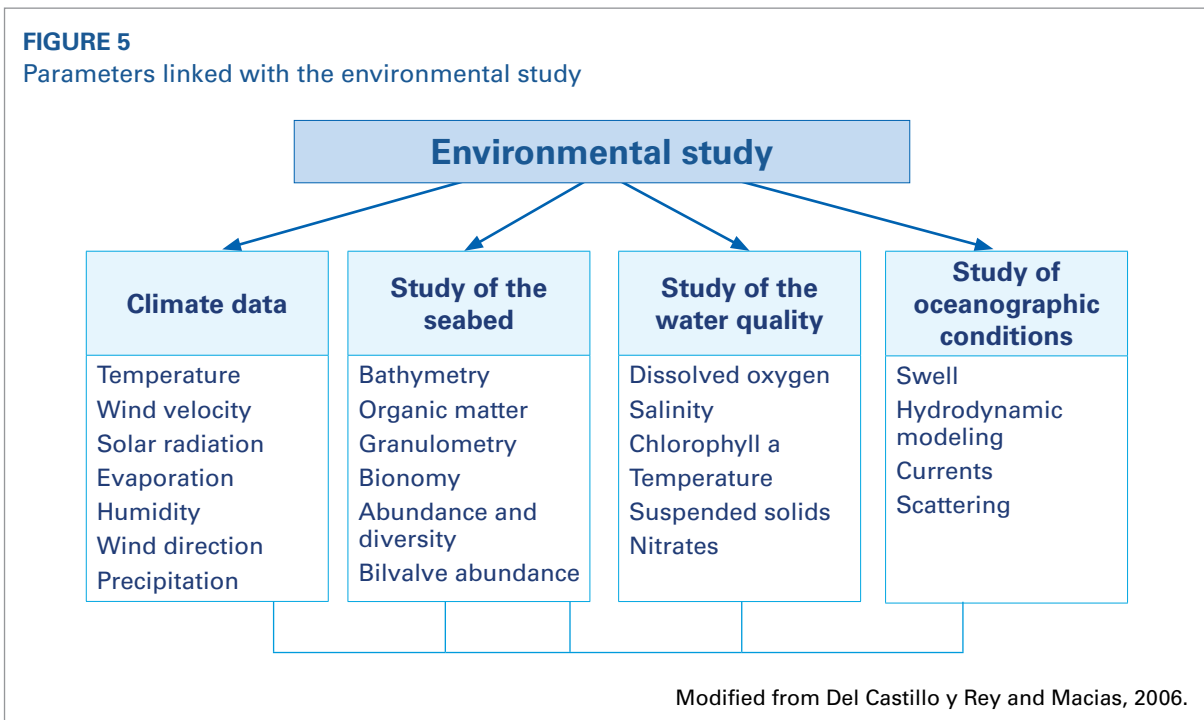 FIGURE 5
Parameters linked with the environmental study
Environmental study
Climate data
Temperature
Wind velocity
Solar radiation
Evaporation
Humidity
Wind direction
Precipitation
Study of the
seabed
Bathymetry
Organic matter
Granulometry
Bionomy
Abundance and
diversity
Bilvalve abundance
Study of the
water quality
Dissolved oxygen
Salinity
Chlorophyll a
Temperature
Suspended solids
Nitrates
Study of
oceanographic
conditions
Swell
Hydrodynamic
modeling
Currents
Scattering
Modified from Del Castillo y Rey and Macias, 2006.